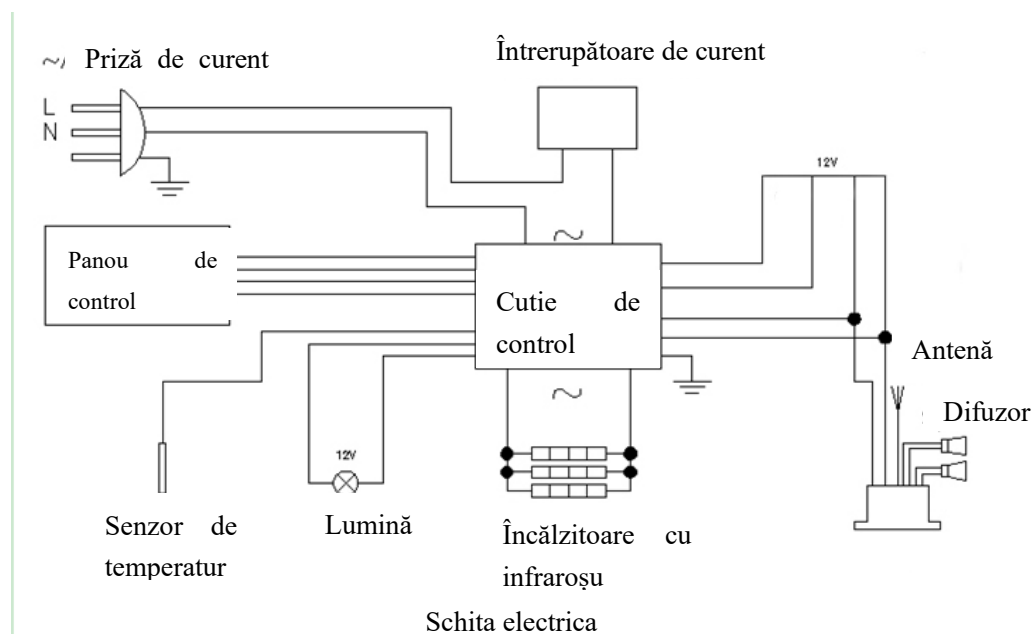 ~ Priză de curent
Întrerupătoare de curent
L
N
12V
Panou de
control
Cutie de
control
Antenă
Difuzor
12V
Senzor de
temperatur
Lumină
Încălzitoare cu
infraroșu
Schita electrica